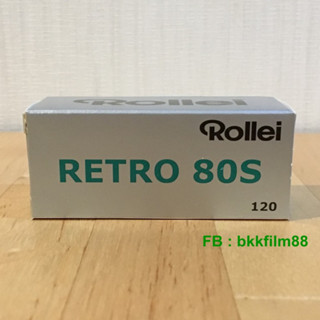 Rollei
RETRO 80S
120
FB : bkkfilm88